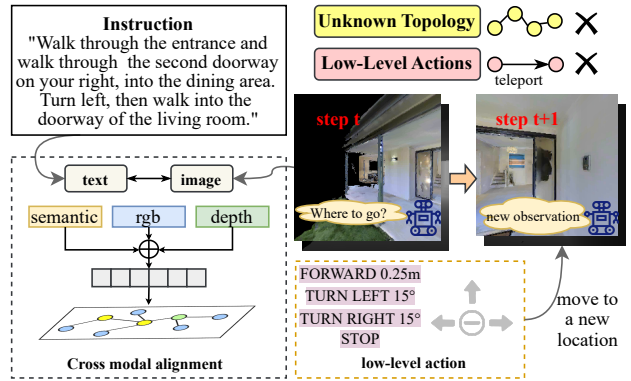 Instruction
"Walk through the entrance and
walk through the second doorway
on your right, into the dining area.
Turn left, then walk into the
doorway of the living room."
Unknown Topology
Low-Level Actions
teleport
text
image
semantic
rgb
depth
Cross modal alignment
step t
Where to go?
step t+1
new observation
FORWARD 0.25m
TURN LEFT 15°
TURN RIGHT 15°
STOP
low-level action
move to
a new
location